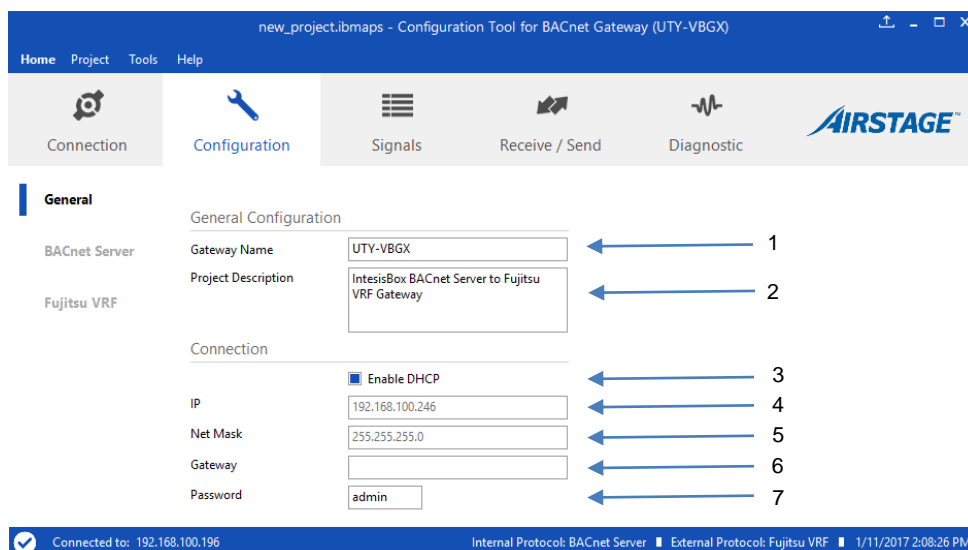 new_project.ibmaps - Configuration Tool for BACnet Gateway (UTY-VBGX)
Home Project Tools Help
Connection Configuration Signals Receive / Send Diagnostic AIRSTAGE™
General
General Configuration
BACnet Server
Gateway Name UTY-VBGX 1
Project Description IntesisBox BACnet Server to Fujitsu
VRF Gateway 2
Fujitsu VRF
Connection
Enable DHCP 3
IP 192.168.100.246 4
Net Mask 255.255.255.0 5
Gateway 6
Password admin 7
Connected to: 192.168.100.196 Internal Protocol: BACnet Server External Protocol: Fujitsu VRF 1/11/2017 2:08:26 PM